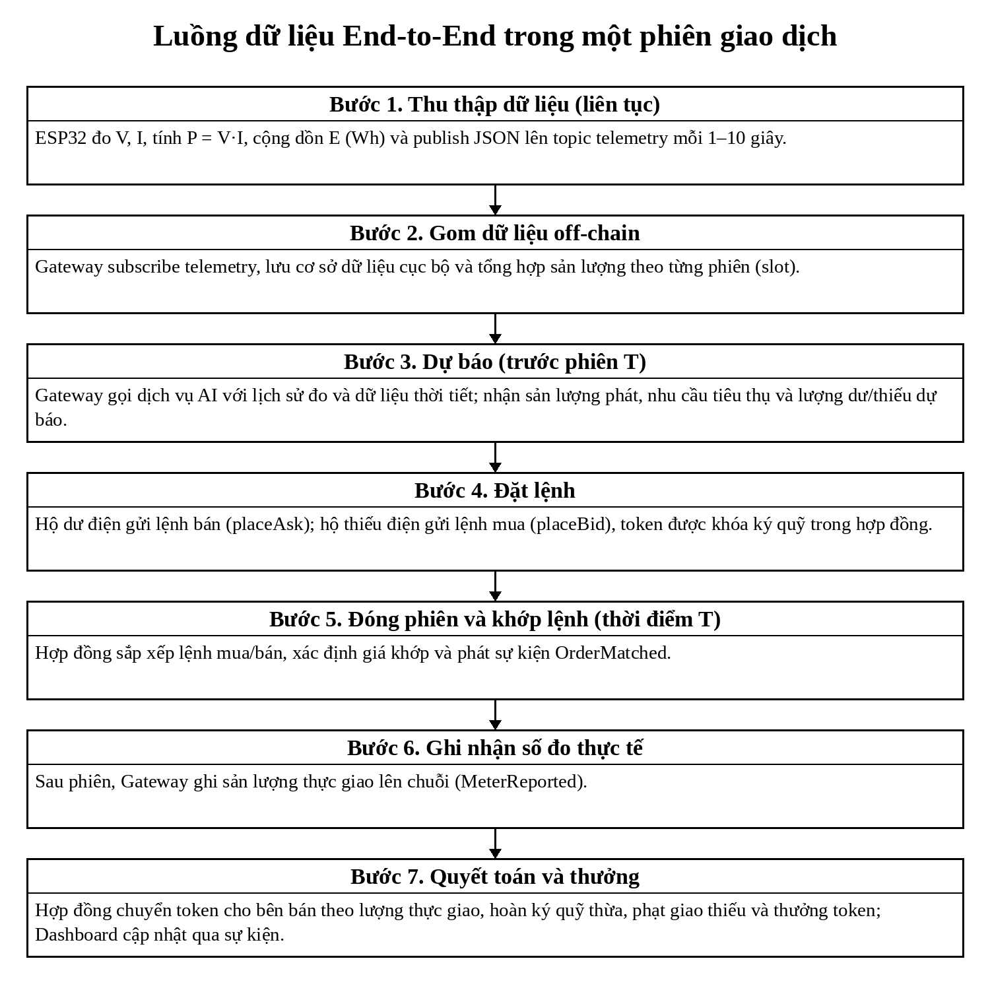 Luồng dữ liệu End-to-End trong một phiên giao dịch
Bước 1. Thu thập dữ liệu (liên tục)
ESP32 đo V, I, tính P = V·I, cộng dồn E (Wh) và publish JSON lên topic telemetry mỗi 1–10 giây.
Bước 2. Gom dữ liệu off-chain
Gateway subscribe telemetry, lưu cơ sở dữ liệu cục bộ và tổng hợp sản lượng theo từng phiên (slot).
Bước 3. Dự báo (trước phiên T)
Gateway gọi dịch vụ AI với lịch sử đo và dữ liệu thời tiết; nhận sản lượng phát, nhu cầu tiêu thụ và lượng dư/thiếu dự
báo.
Bước 4. Đặt lệnh
Hộ dư điện gửi lệnh bán (placeAsk); hộ thiếu điện gửi lệnh mua (placeBid), token được khóa ký quỹ trong hợp đồng.
Bước 5. Đóng phiên và khớp lệnh (thời điểm T)
Hợp đồng sắp xếp lệnh mua/bán, xác định giá khớp và phát sự kiện OrderMatched.
Bước 6. Ghi nhận số đo thực tế
Sau phiên, Gateway ghi sản lượng thực giao lên chuỗi (MeterReported).
Bước 7. Quyết toán và thưởng
Hợp đồng chuyển token cho bên bán theo lượng thực giao, hoàn ký quỹ thừa, phạt giao thiếu và thưởng token;
Dashboard cập nhật qua sự kiện.